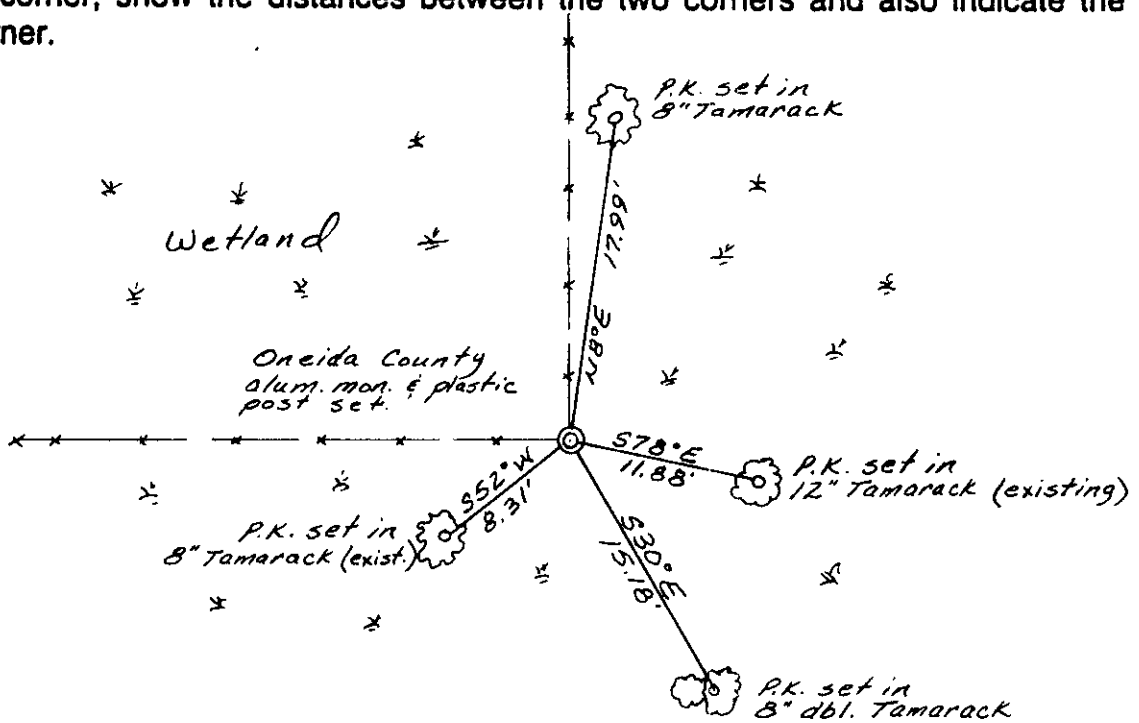 corner, show the distances between the two corners and also indicate the
ner.
P.K. set in
8" Tamarack
Wetland
N8°E
17.99'
Oneida County
alum. mon. & plastic
post set.
S78°E
11.88'
P.K. set in
12" Tamarack (existing)
S52°W
8.31'
P.K. set in
8" Tamarack (exist.)
S30°E
15.18'
P.K. set in
8" dbl. Tamarack